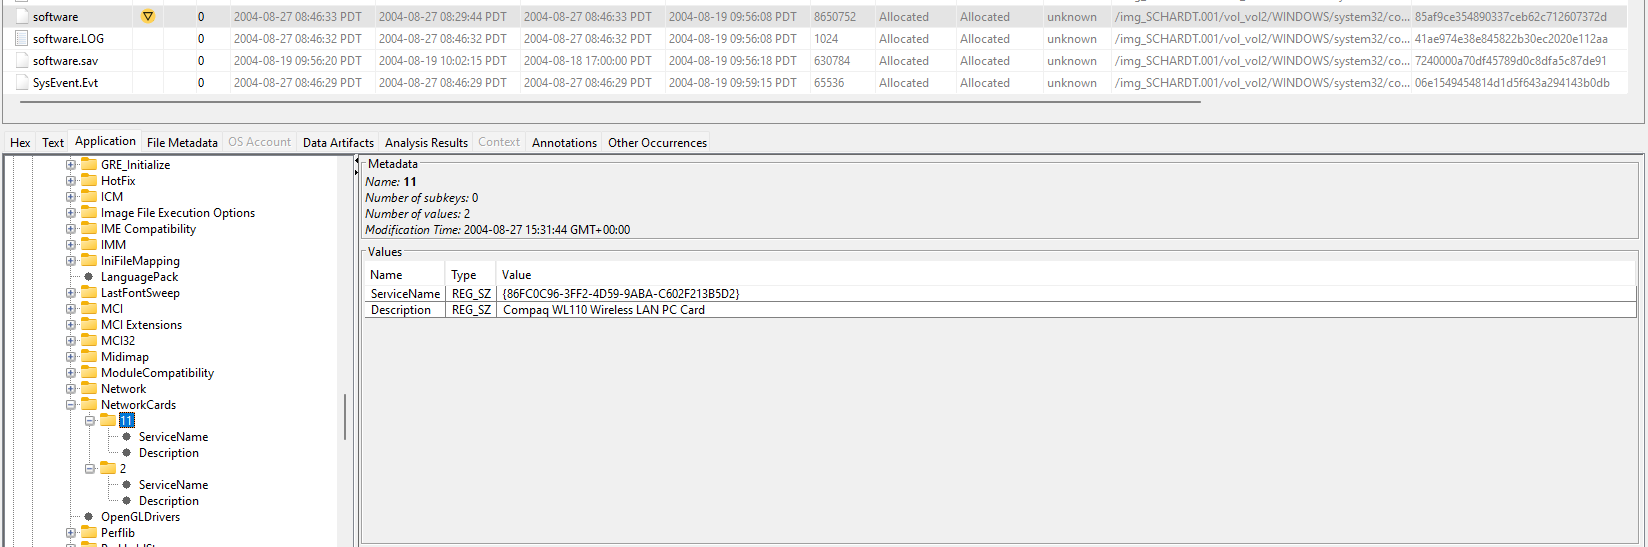 software 0 2004-08-27 08:46:33 PDT 2004-08-27 08:29:44 PDT 2004-08-27 08:46:33 PDT 2004-08-19 09:56:08 PDT 8650752 Allocated Allocated unknown /img_SCHARDT.001/vol_vol2/WINDOWS/system32/co... 85af9ce354890337ceb62c712607372d
software.LOG 0 2004-08-27 08:46:32 PDT 2004-08-27 08:46:32 PDT 2004-08-27 08:46:32 PDT 2004-08-19 09:56:08 PDT 1024 Allocated Allocated unknown /img_SCHARDT.001/vol_vol2/WINDOWS/system32/co... 41ae974e38e845822b30ec2020e112aa
software.sav 0 2004-08-19 09:56:20 PDT 2004-08-19 10:02:15 PDT 2004-08-18 17:00:00 PDT 2004-08-19 09:56:18 PDT 630784 Allocated Allocated unknown /img_SCHARDT.001/vol_vol2/WINDOWS/system32/co... 7240000a70df45789d0c8dfa5c87de91
SysEvent.Evt 0 2004-08-27 08:46:29 PDT 2004-08-27 08:46:29 PDT 2004-08-27 08:46:29 PDT 2004-08-19 09:59:15 PDT 65536 Allocated Allocated unknown /img_SCHARDT.001/vol_vol2/WINDOWS/system32/co... 06e1549454814d1d5f643a294143b0db
Hex Text Application File Metadata OS Account Data Artifacts Analysis Results Context Annotations Other Occurrences
GRE_Initialize
HotFix
ICM
Image File Execution Options
IME Compatibility
IMM
IniFileMapping
LanguagePack
LastFontSweep
MCI
MCI Extensions
MCI32
Midimap
ModuleCompatibility
Network
NetworkCards
11
ServiceName
Description
2
ServiceName
Description
OpenGLDrivers
Perflib
Metadata
Name: 11
Number of subkeys: 0
Number of values: 2
Modification Time: 2004-08-27 15:31:44 GMT+00:00
Values
Name Type Value
ServiceName REG_SZ {86FC0C96-3FF2-4D59-9ABA-C602F213B5D2}
Description REG_SZ Compaq WL110 Wireless LAN PC Card